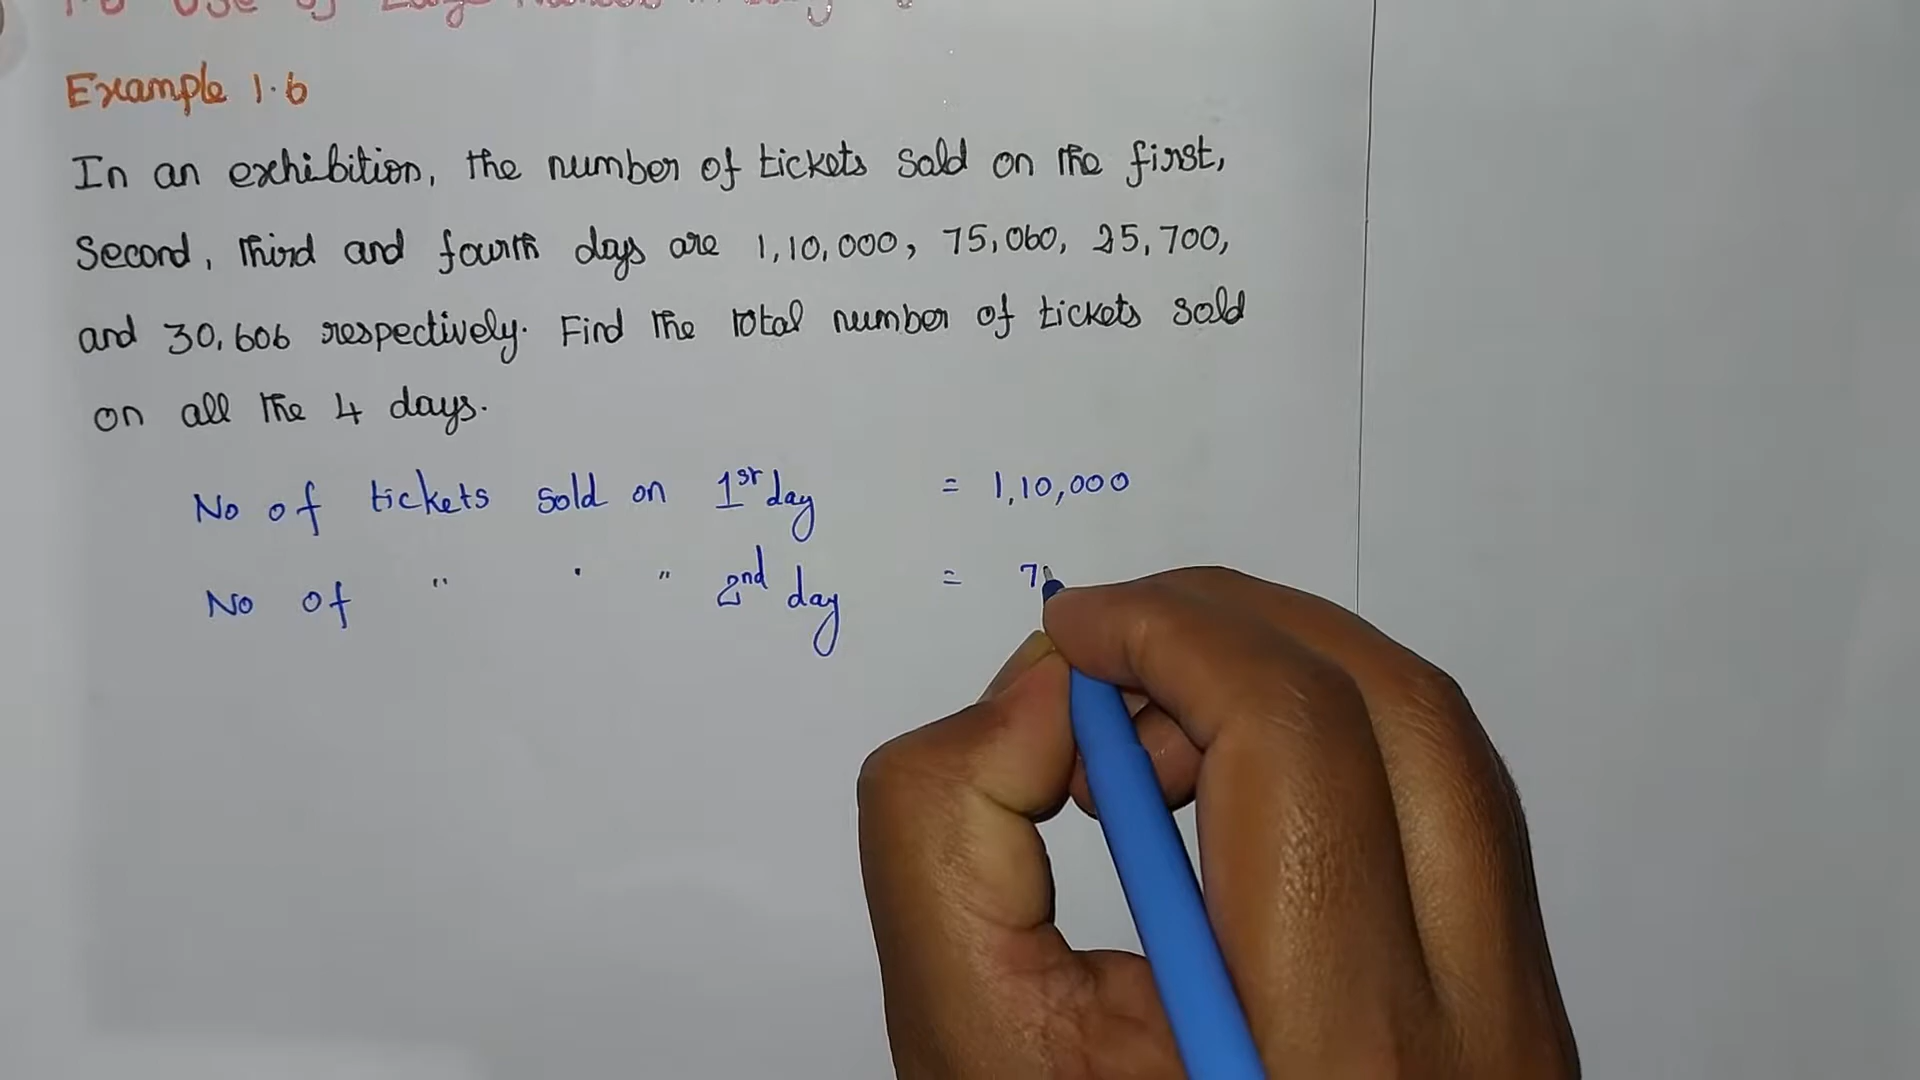 Use of Large
Example 1.6
In an exhibition, the number of tickets sold on the first,
Second, third and fourth days are 1,10,000, 75,060, 25,700,
and 30,606 respectively. Find the total number of tickets sold
on all the 4 days.
No of tickets sold on 1st day = 1,10,000
No of " " " 2nd day = 7